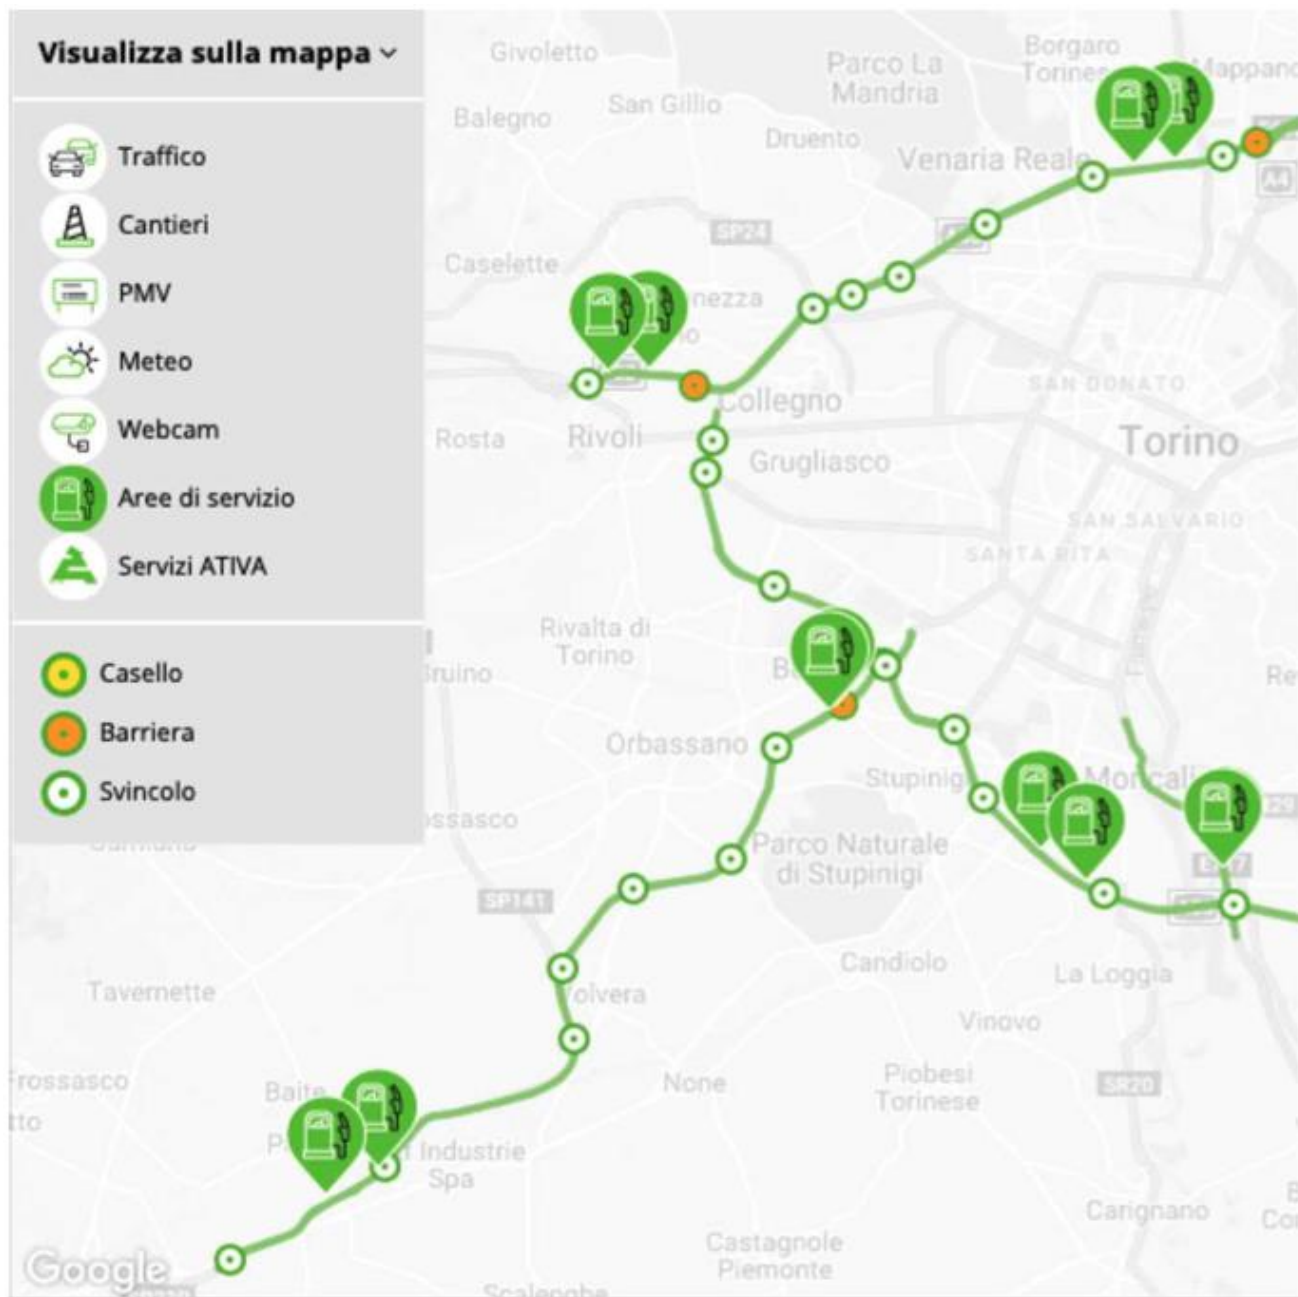 Visualizza sulla mappa
Traffico
Cantieri
PMV
Meteo
Webcam
Aree di servizio
Servizi ATIVA
Casello
Barriera
Svincolo
Givoletto
Borgaro
Parco La
Mandria
San Gillio
Balegno
Druento
Venaria Reale
A4
SP24
Caselette
SAN DONATO
Collegno
Rosta
Rivoli
Torino
Grugliasco
SAN SALVARIO
SANTA RITA
Rivalta di
Torino
Orbassano
Parco Naturale
di Stupinigi
SP141
Candiolo
La Loggia
Tavernette
Vinovo
None
Piobesi
Torinese
SR20
Industrie
Spa
Carignano
Castagnole
Piemonte
Google